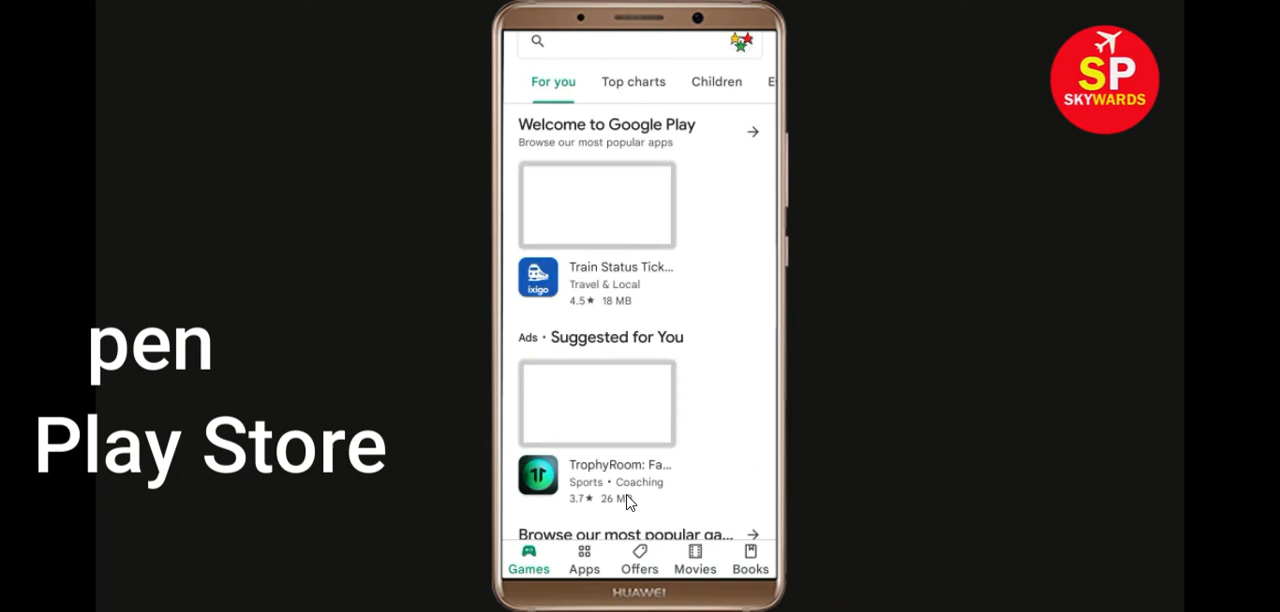 For you Top charts Children E
Welcome to Google Play
Browse our most popular apps
ixigo
Train Status Tick...
Travel & Local
4.5★ 18 MB
Ads • Suggested for You
TrophyRoom: Fa...
Sports • Coaching
3.7★ 26
Browse our most popular ga...
Games Apps Offers Movies Books
HUAWEI
pen
Play Store
SP
SKYWARDS